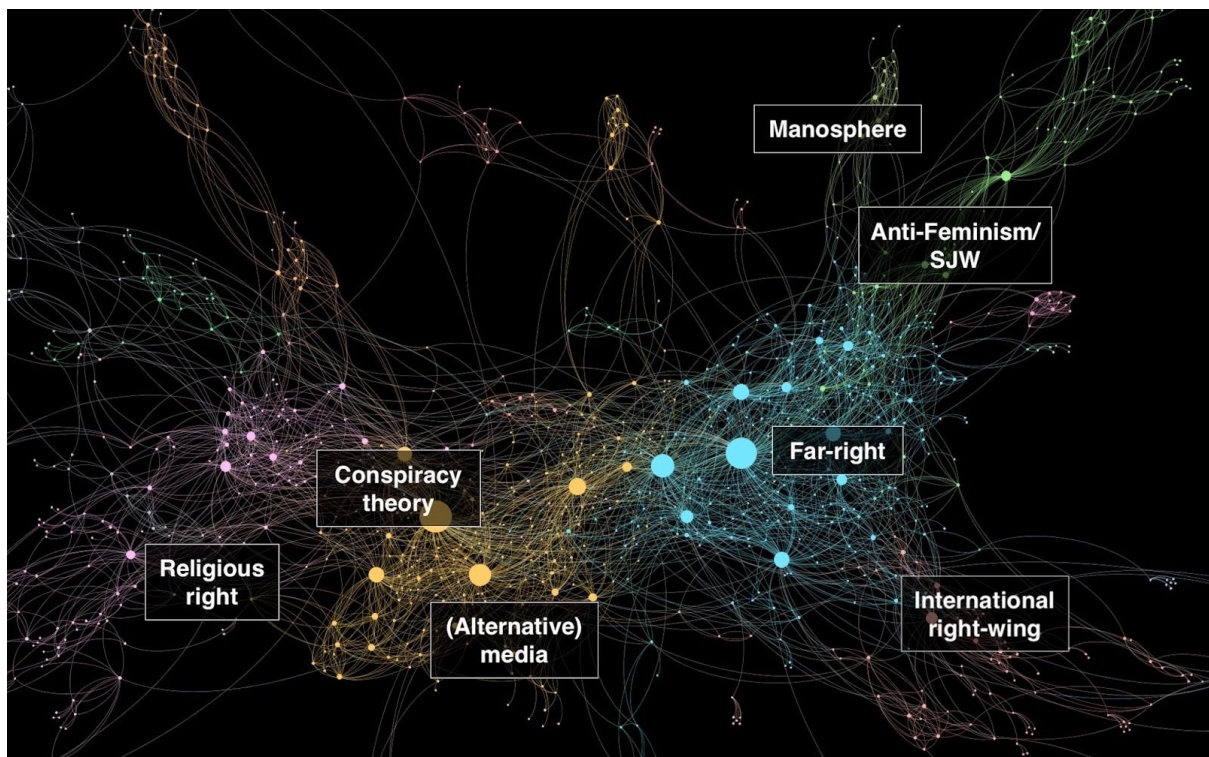 Manosphere
Anti-Feminism/
SJW
Far-right
Conspiracy
theory
Religious
right
International
right-wing
(Alternative)
media